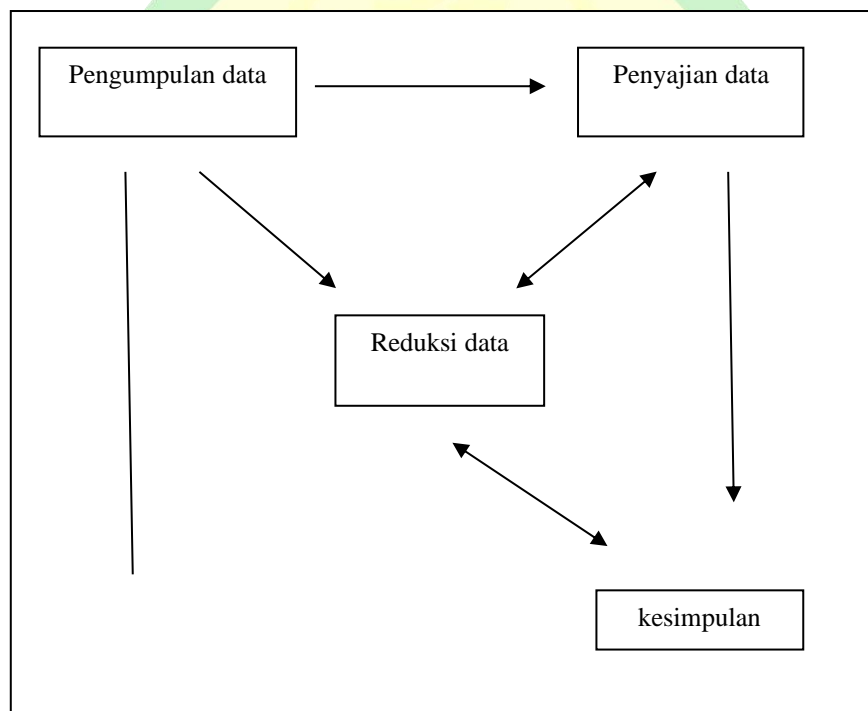 Pengumpulan data
Penyajian data
Reduksi data
kesimpulan